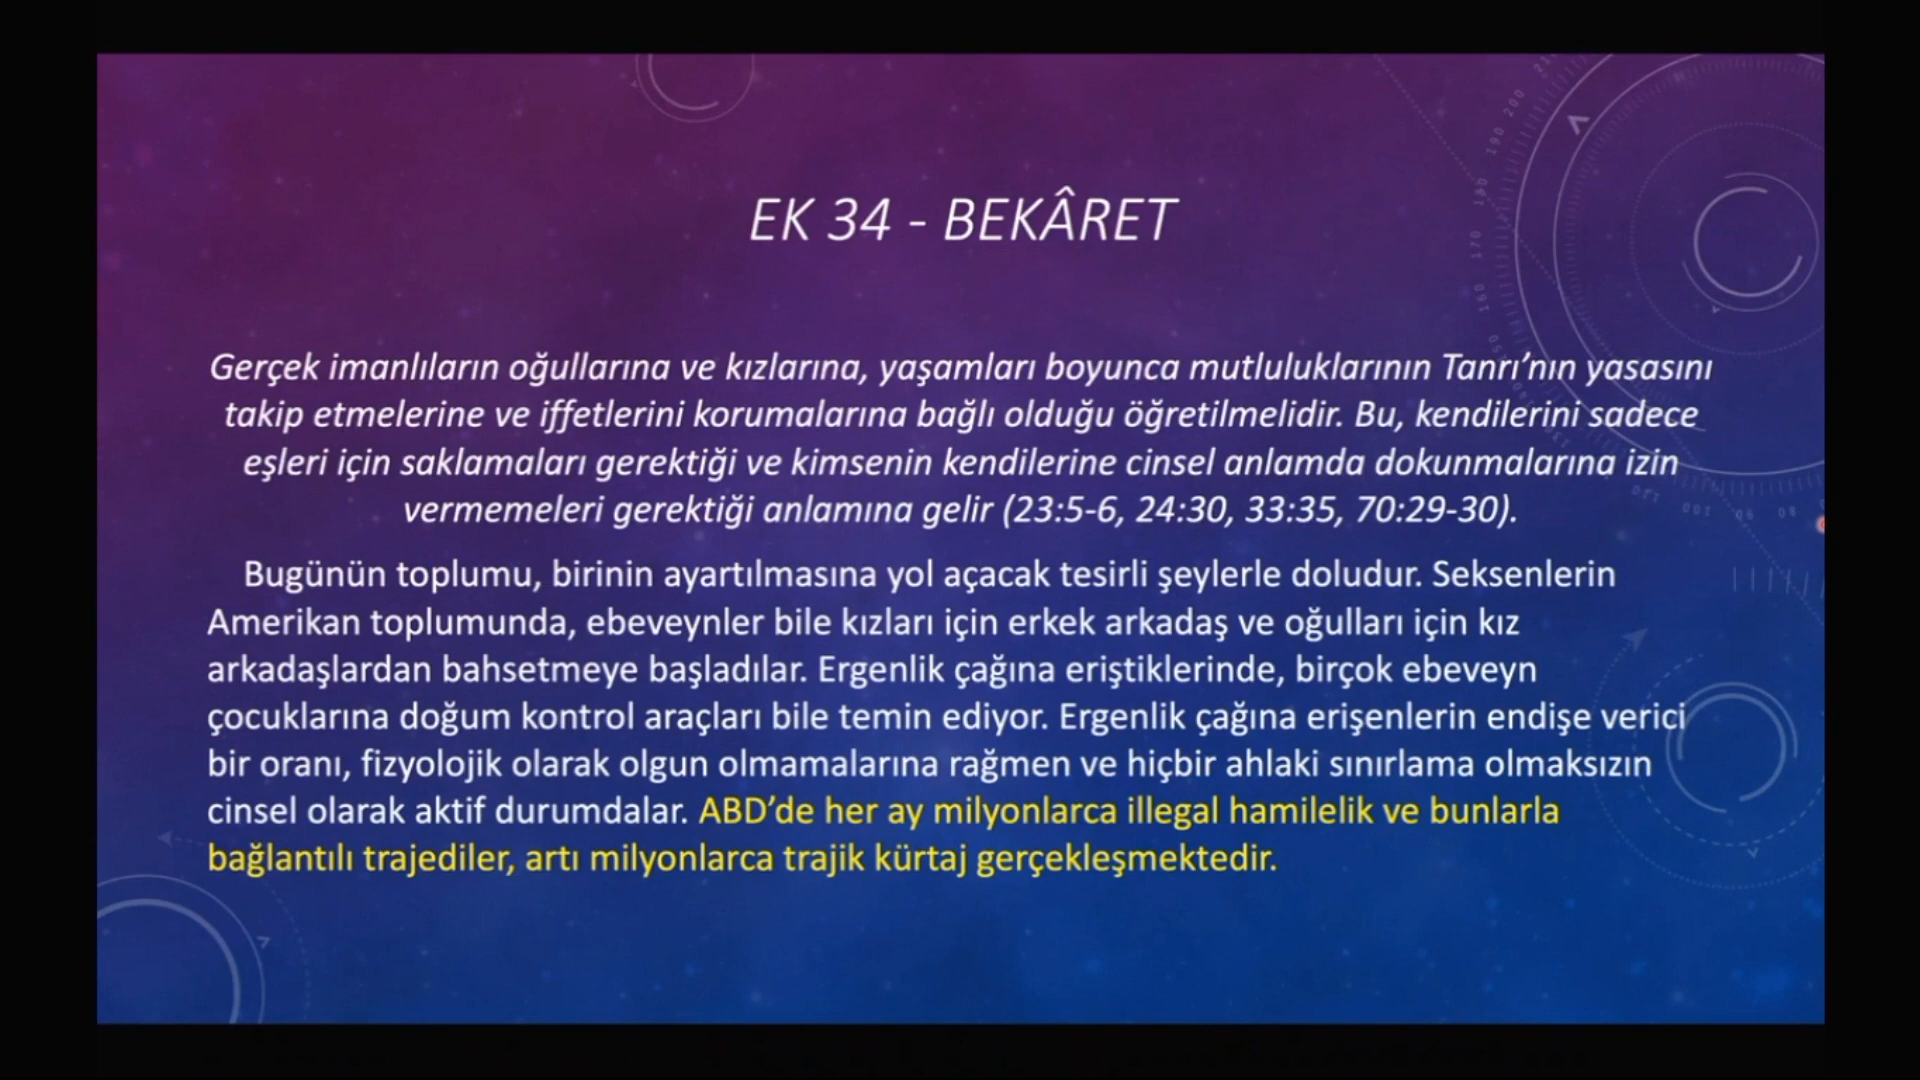 EK 34 - BEKÂRET
Gerçek imanlıların oğullarına ve kızlarına, yaşamları boyunca mutluluklarının Tanrı’nın yasasını
takip etmelerine ve iffetlerini korumalarına bağlı olduğu öğretilmelidir. Bu, kendilerini sadece
eşleri için saklamaları gerektiği ve kimsenin kendilerine cinsel anlamda dokunmalarına izin
vermemeleri gerektiği anlamına gelir (23:5-6, 24:30, 33:35, 70:29-30).
Bugünün toplumu, birinin ayartılmasına yol açacak tesirli şeylerle doludur. Seksenlerin
Amerikan toplumunda, ebeveynler bile kızları için erkek arkadaş ve oğulları için kız
arkadaşlardan bahsetmeye başladılar. Ergenlik çağına eriştiklerinde, birçok ebeveyn
çocuklarına doğum kontrol araçları bile temin ediyor. Ergenlik çağına erişenlerin endişe verici
bir oranı, fizyolojik olarak olgun olmamalarına rağmen ve hiçbir ahlaki sınırlama olmaksızın
cinsel olarak aktif durumdalar. ABD’de her ay milyonlarca illegal hamilelik ve bunlarla
bağlantılı trajediler, artı milyonlarca trajik kürtaj gerçekleşmektedir.